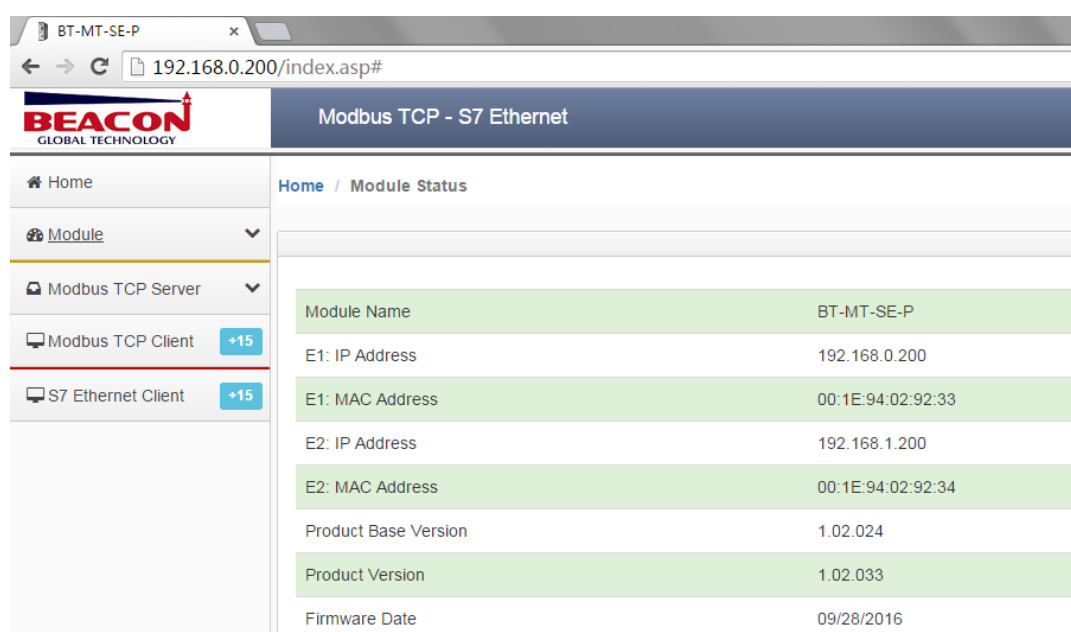 BT-MT-SE-P
192.168.0.200/index.asp#
BEACON
GLOBAL TECHNOLOGY
Modbus TCP - S7 Ethernet
Home
Module
Modbus TCP Server
Modbus TCP Client +15
S7 Ethernet Client +15
Home / Module Status
Module Name BT-MT-SE-P
E1: IP Address 192.168.0.200
E1: MAC Address 00:1E:94:02:92:33
E2: IP Address 192.168.1.200
E2: MAC Address 00:1E:94:02:92:34
Product Base Version 1.02.024
Product Version 1.02.033
Firmware Date 09/28/2016